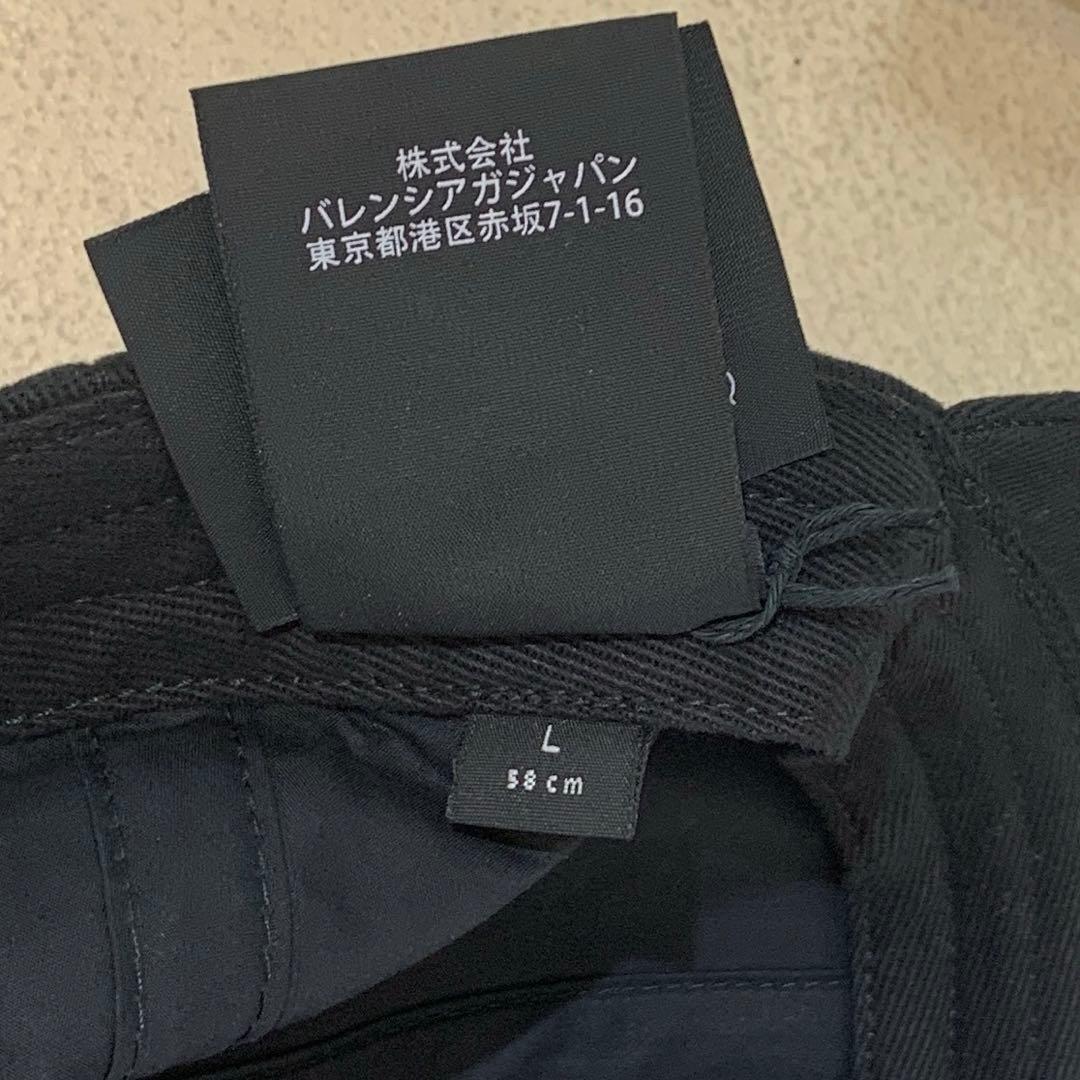 株式会社
バレンシアガジャパン
東京都港区赤坂7-1-16
L
58 cm